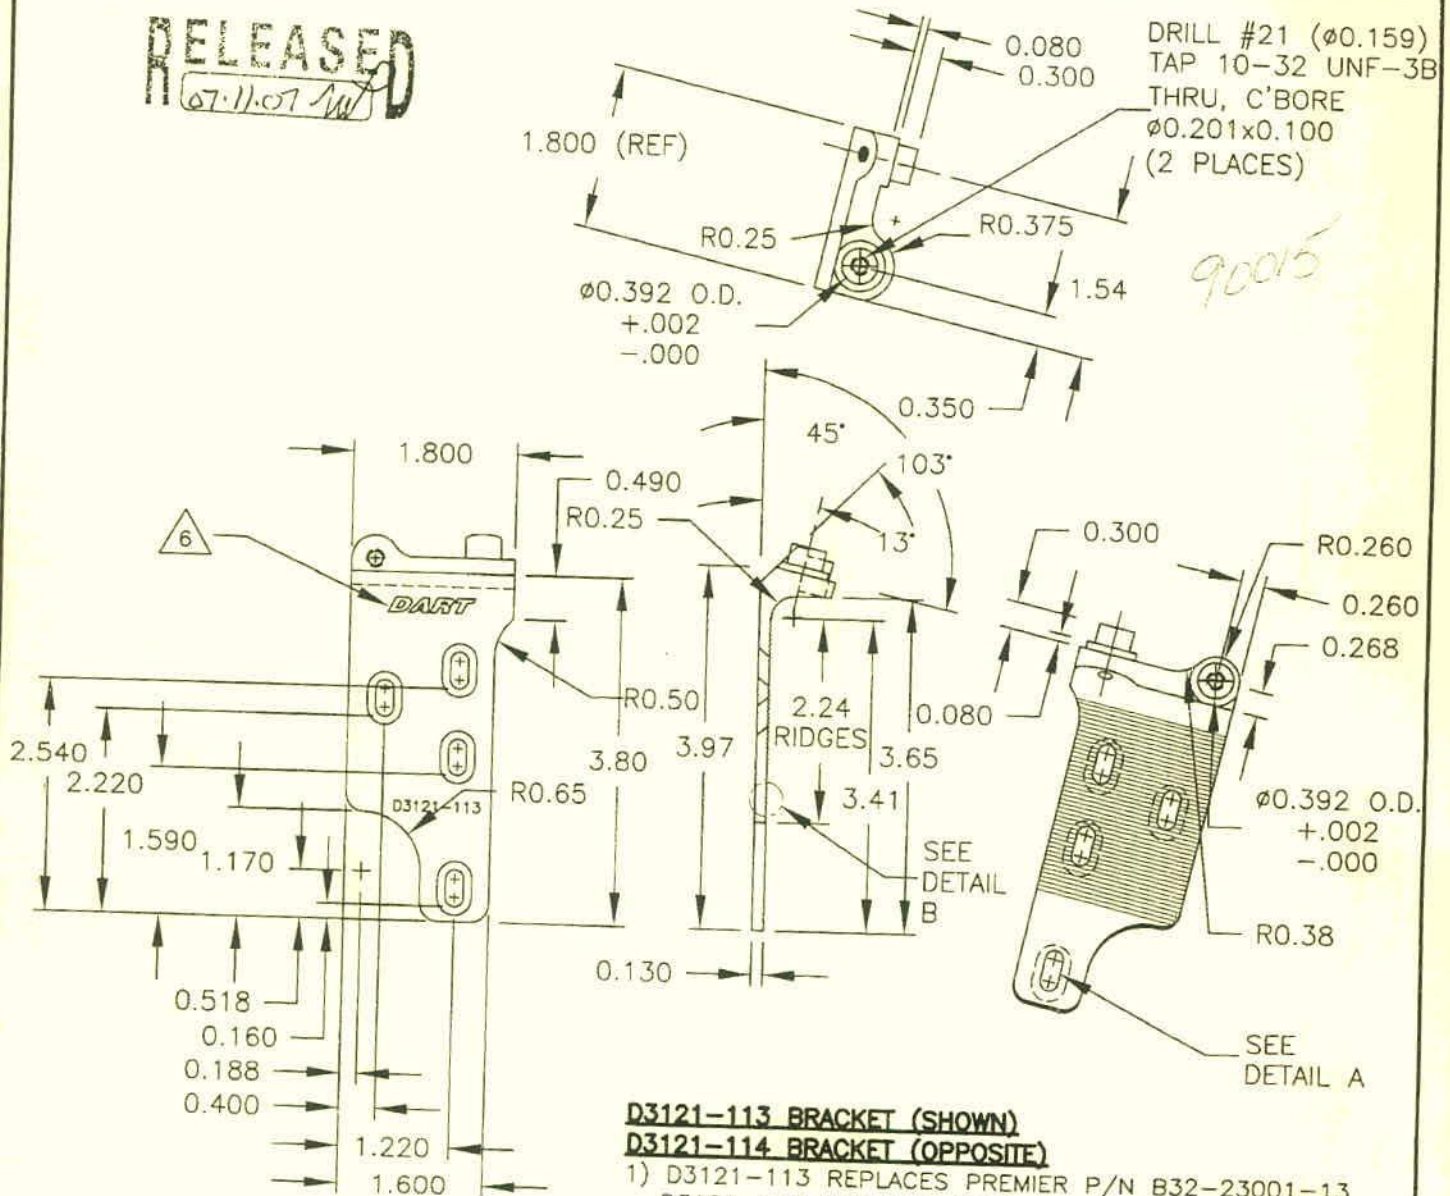 RELEASED
07.11.07
0.080
0.300
DRILL #21 (ø0.159)
TAP 10-32 UNF-3B
THRU, C'BORE
ø0.201x0.100
(2 PLACES)
1.800 (REF)
R0.25
R0.375
90015
ø0.392 O.D.
+.002
-.000
1.54
0.350
45°
103°
13°
1.800
0.490
R0.25
6
DART
0.300
R0.260
0.260
0.268
R0.50
2.24
RIDGES
0.080
2.540
2.220
3.80
3.97
3.65
3.41
D3121-113
R0.65
1.590
1.170
ø0.392 O.D.
+.002
-.000
SEE
DETAIL
B
R0.38
0.130
0.518
0.160
0.188
0.400
1.220
1.600
SEE
DETAIL A
D3121-113 BRACKET (SHOWN)
D3121-114 BRACKET (OPPOSITE)
1) D3121-113 REPLACES PREMIER P/N B32-23001-13